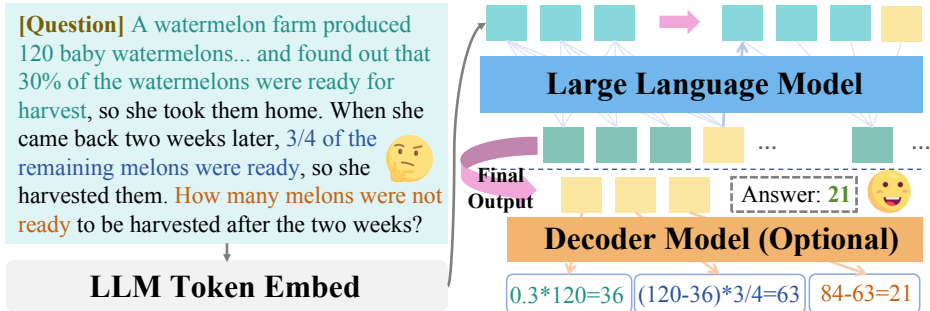 [Question] A watermelon farm produced
120 baby watermelons... and found out that
30% of the watermelons were ready for
harvest, so she took them home. When she
came back two weeks later, 3/4 of the
remaining melons were ready, so she
harvested them. How many melons were not
ready to be harvested after the two weeks?
LLM Token Embed
Large Language Model
... ...
Final
Output
Answer: 21
Decoder Model (Optional)
0.3*120=36
(120-36)*3/4=63
84-63=21